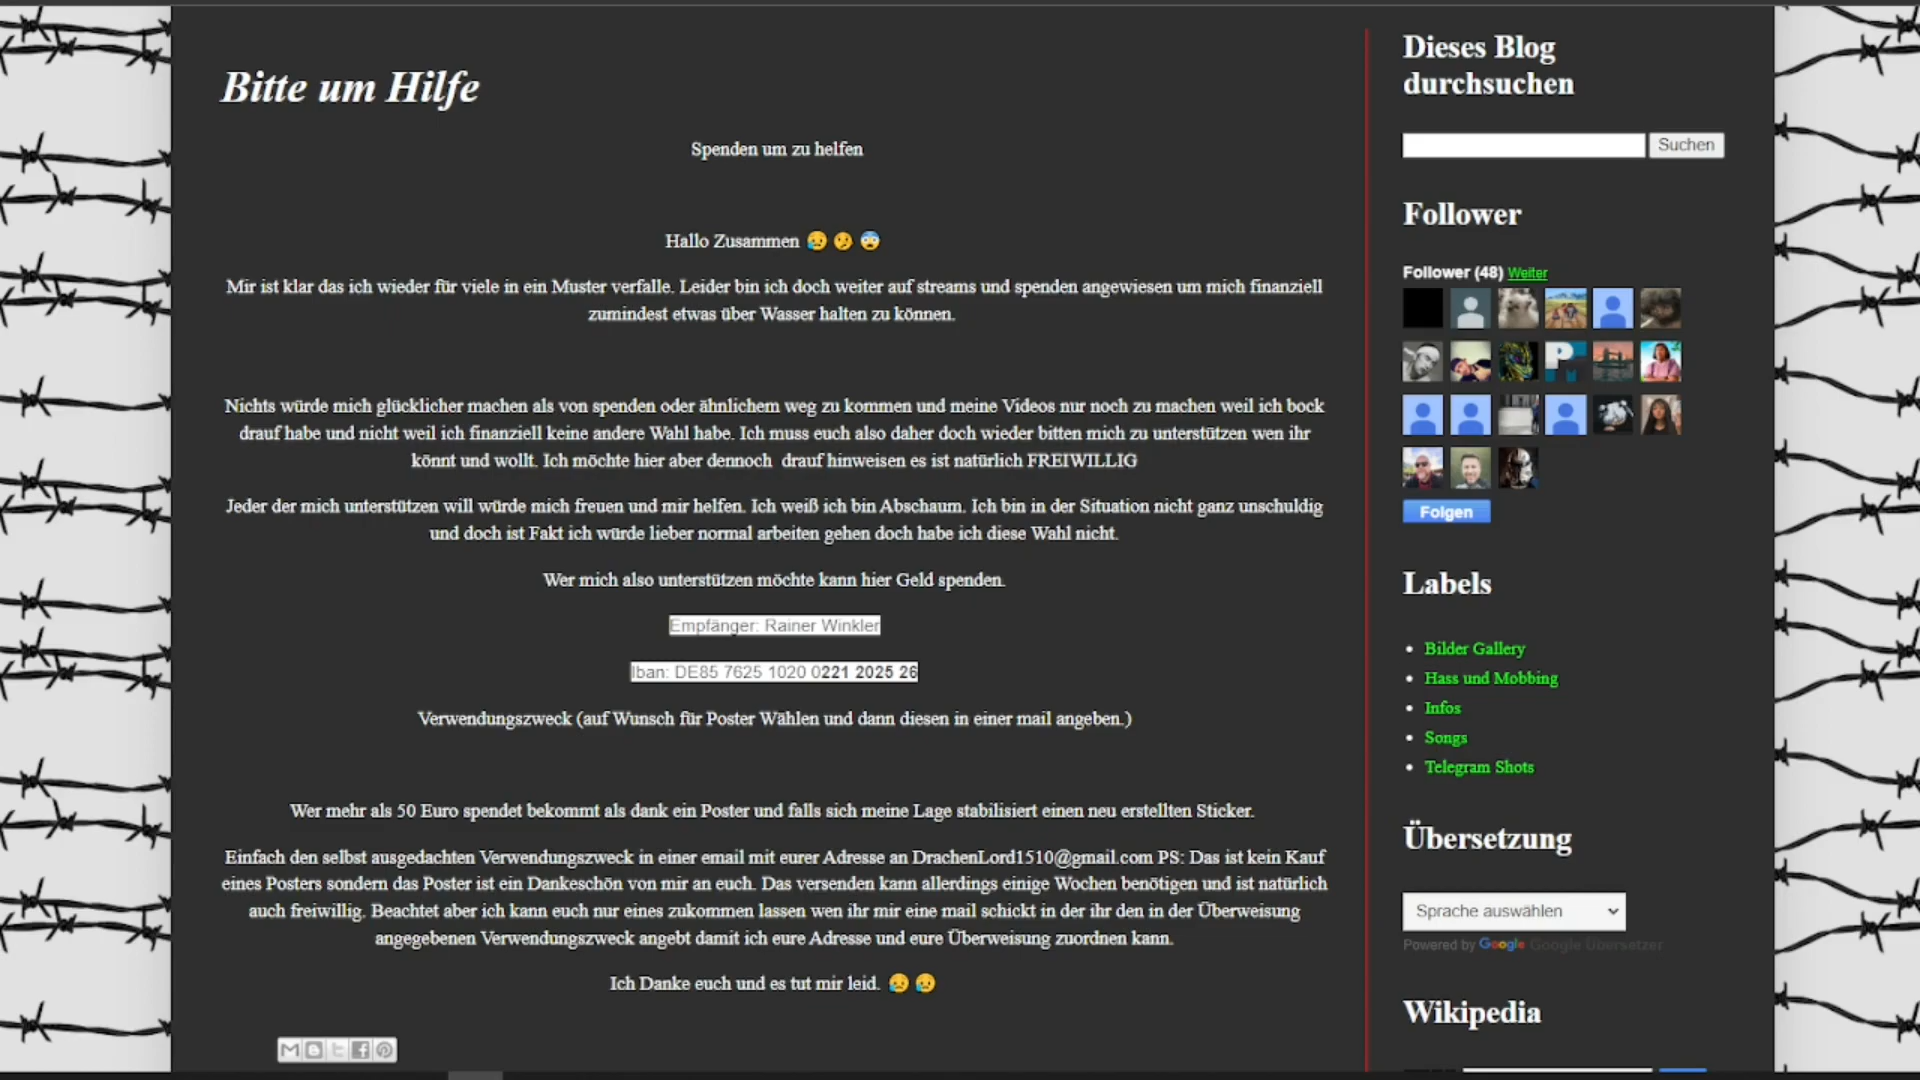 Bitte um Hilfe
Spenden um zu helfen
Hallo Zusammen 😥 😏 😨
Mir ist klar das ich wieder für viele in ein Muster verfalle. Leider bin ich doch weiter auf streams und spenden angewiesen um mich finanziell
zumindest etwas über Wasser halten zu können.
Nichts würde mich glücklicher machen als von spenden oder ähnlichem weg zu kommen und meine Videos nur noch zu machen weil ich bock
drauf habe und nicht weil ich finanziell keine andere Wahl habe. Ich muss euch also daher doch wieder bitten mich zu unterstützen wen ihr
könnt und wollt. Ich möchte hier aber dennoch  drauf hinweisen es ist natürlich FREIWILLIG
Jeder der mich unterstützen will würde mich freuen und mir helfen. Ich weiß ich bin Abschaum. Ich bin in der Situation nicht ganz unschuldig
und doch ist Fakt ich würde lieber normal arbeiten gehen doch habe ich diese Wahl nicht.
Wer mich also unterstützen möchte kann hier Geld spenden.
Empfänger: Rainer Winkler
Iban: DE85 7625 1020 0221 2025 26
Verwendungszweck (auf Wunsch für Poster Wählen und dann diesen in einer mail angeben.)
Wer mehr als 50 Euro spendet bekommt als dank ein Poster und falls sich meine Lage stabilisiert einen neu erstellten Sticker.
Einfach den selbst ausgedachten Verwendungszweck in einer email mit eurer Adresse an DrachenLord1510@gmail.com PS: Das ist kein Kauf
eines Posters sondern das Poster ist ein Dankeschön von mir an euch. Das versenden kann allerdings einige Wochen benötigen und ist natürlich
auch freiwillig. Beachtet aber ich kann euch nur eines zukommen lassen wen ihr mir eine mail schickt in der ihr den in der Überweisung
angegebenen Verwendungszweck angebt damit ich eure Adresse und eure Überweisung zuordnen kann.
Ich Danke euch und es tut mir leid. 😥 😥
Dieses Blog
durchsuchen
Suchen
Follower
Follower (48) Weiter
Folgen
Labels
Bilder Gallery
Hass und Mobbing
Infos
Songs
Telegram Shots
Übersetzung
Sprache auswählen
Powered by Google Google Übersetzer
Wikipedia